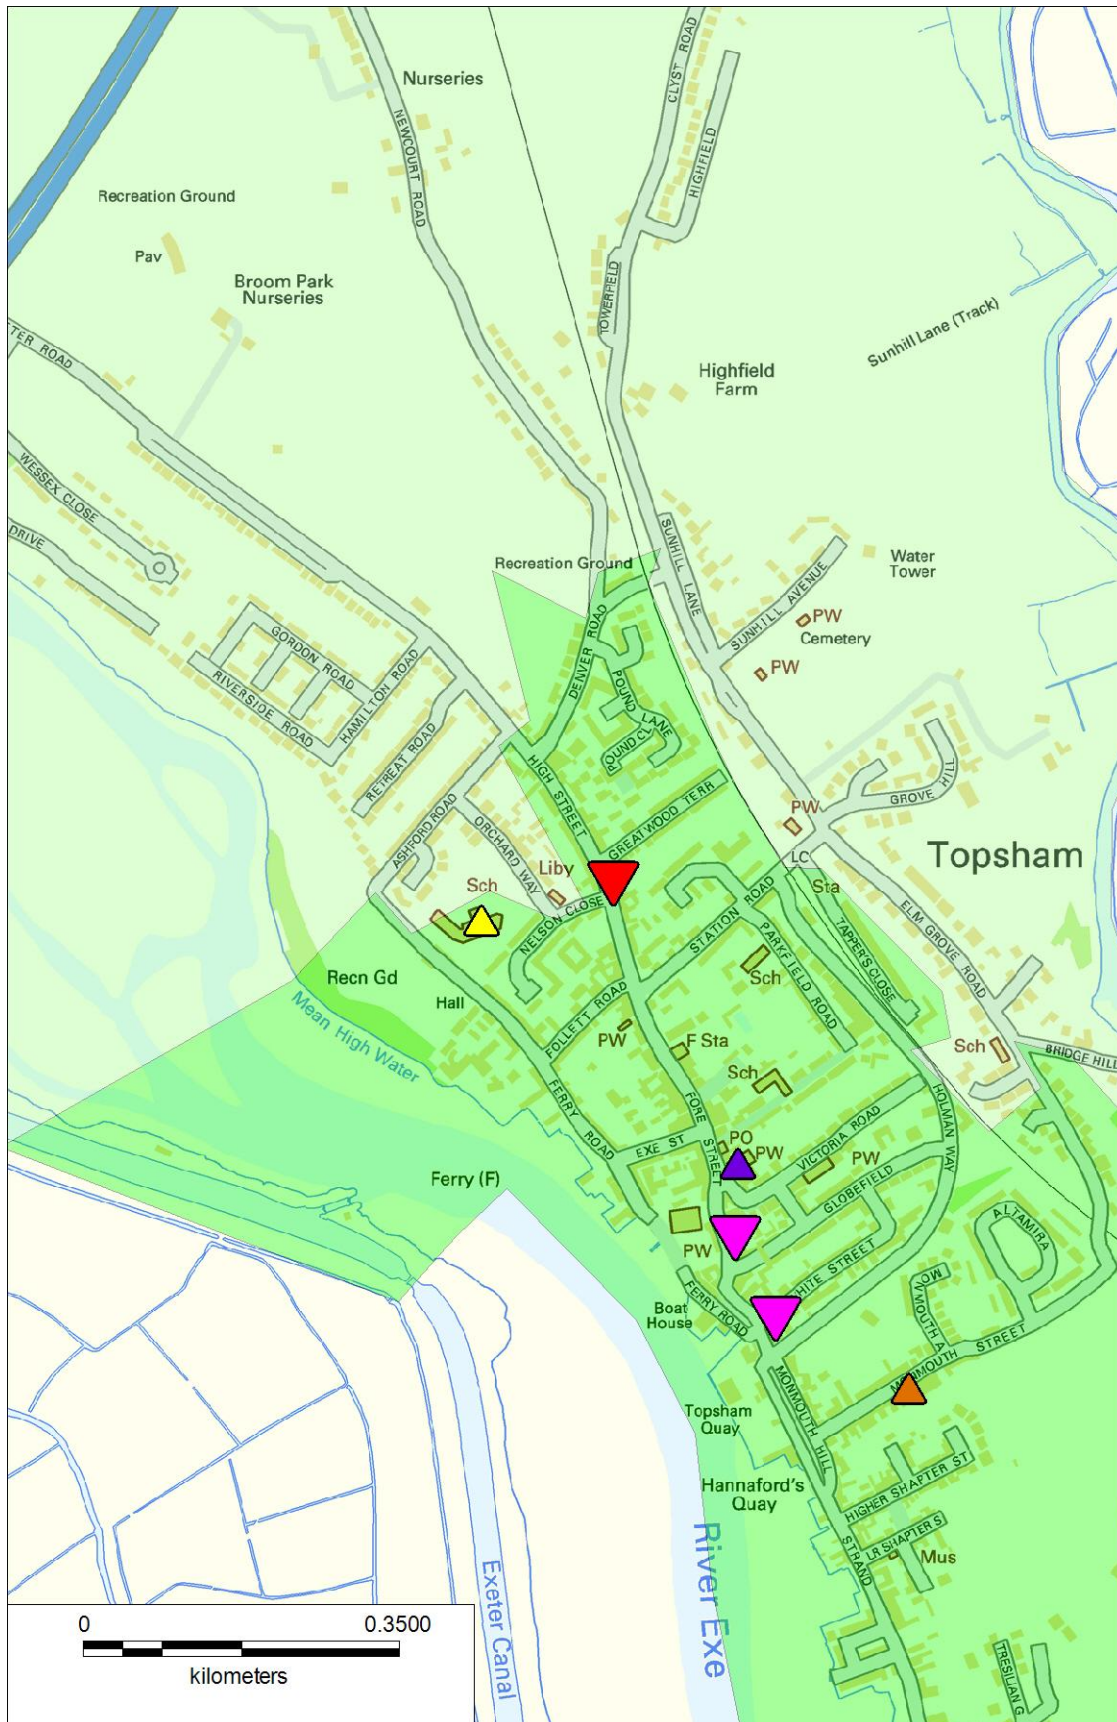 CLYST ROAD
Nurseries
NEWCOURT ROAD
HIGHFIELD
Recreation Ground
Pav
Broom Park
Nurseries
TOWERFIELD
Sunhill Lane (Track)
TER ROAD
Highfield
Farm
WESSEX CLOSE
DRIVE
SUNHILL LANE
Recreation Ground
Water
Tower
SUNHILL AVENUE
PW
Cemetery
PW
GORDON ROAD
HAMILTON ROAD
RIVERSIDE ROAD
RETREAT ROAD
DENVER ROAD
POUND LANE
POUND CL
HIGH STREET
GREATWOOD TERR
GROVE HILL
PW
ASHFORD ROAD
ORCHARD WAY
Liby
LC
Topsham
Sch
NELSON CLOSE
STATION ROAD
Sta
TAPPER'S CLOSE
ELM GROVE ROAD
PARKFIELD ROAD
Recn Gd
Hall
Sch
Mean High Water
FOLLETT ROAD
PW
F Sta
Sch
BRIDGE HILL
Sch
FERRY ROAD
FORE STREET
HOLMAN WAY
EXE ST
PO
PW
VICTORIA ROAD
PW
Ferry (F)
GLOBEFIELD
ALTAMIRA
PW
WHITE STREET
FERRY ROAD
Boat
House
MONMOUTH A
MONMOUTH STREET
MONMOUTH HILL
Topsham
Quay
Hannaford's
Quay
HIGHER SHAPTER ST
LR SHAPTER S
Mus
STRAND
River Exe
Exeter Canal
TRESILIAN G
0 0.3500
kilometers